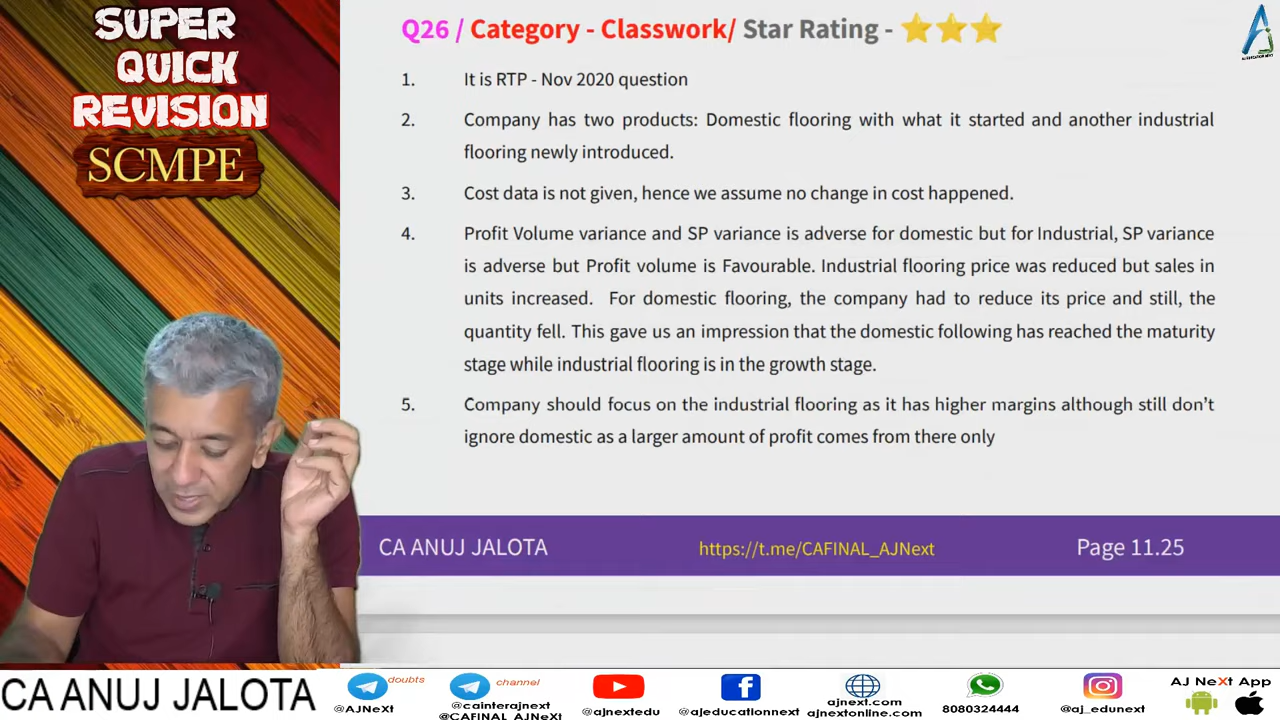 SUPER
QUICK
REVISION
SCMPE
Q26 / Category - Classwork/ Star Rating -
1. It is RTP - Nov 2020 question
2. Company has two products: Domestic flooring with what it started and another industrial
flooring newly introduced.
3. Cost data is not given, hence we assume no change in cost happened.
4. Profit Volume variance and SP variance is adverse for domestic but for Industrial, SP variance
is adverse but Profit volume is Favourable. Industrial flooring price was reduced but sales in
units increased. For domestic flooring, the company had to reduce its price and still, the
quantity fell. This gave us an impression that the domestic following has reached the maturity
stage while industrial flooring is in the growth stage.
5. Company should focus on the industrial flooring as it has higher margins although still don't
ignore domestic as a larger amount of profit comes from there only
CA ANUJ JALOTA https://t.me/CAFINAL_AJNext Page 11.25
CA ANUJ JALOTA
doubts
@AJNeXt
channel
@cainterajnext
@CAFINAL_AJNeXt
@ajnextedu
@ajeducationnext
ajnext.com
ajnextonline.com
8080324444
@aj_edunext
AJ NeXt App